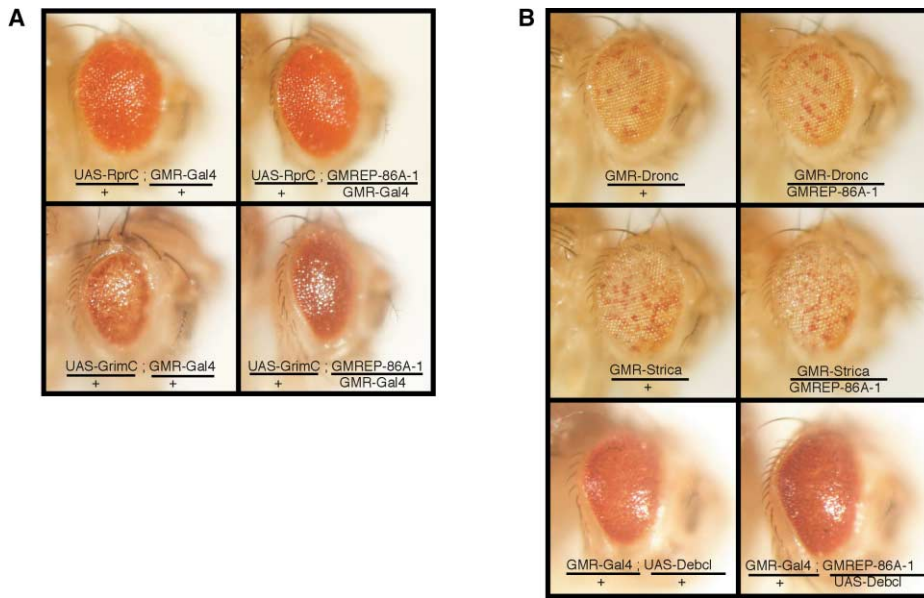 A
B
UAS-RprC ; GMR-Gal4
+ +
UAS-RprC ; GMREP-86A-1
+ GMR-Gal4
UAS-GrimC ; GMR-Gal4
+ +
UAS-GrimC ; GMREP-86A-1
+ GMR-Gal4
GMR-Dronc
+
GMR-Dronc
GMREP-86A-1
GMR-Strica
+
GMR-Strica
GMREP-86A-1
GMR-Gal4 ; UAS-Debcl
+ +
GMR-Gal4 ; GMREP-86A-1
+ UAS-Debcl